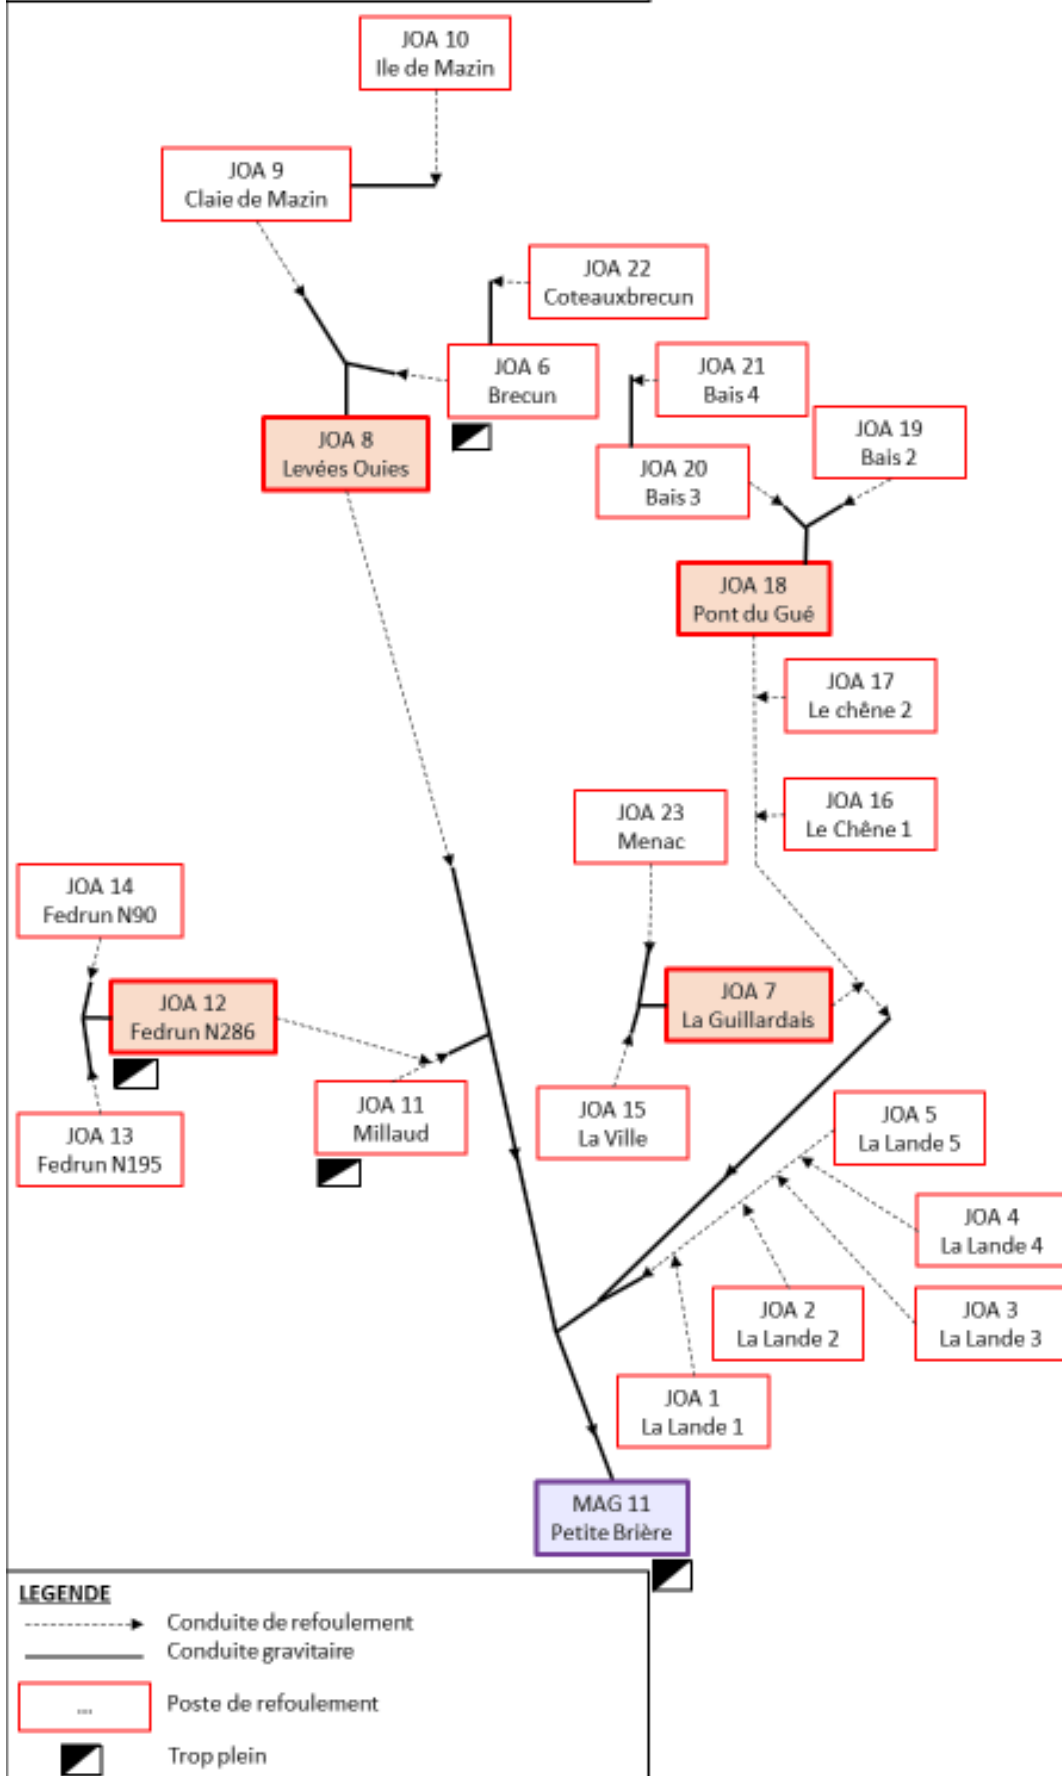 JOA 10
Ile de Mazin
JOA 9
Claie de Mazin
JOA 22
Coteauxbrecun
JOA 6
Brecun
JOA 21
Bais 4
JOA 19
Bais 2
JOA 8
Levées Ouies
JOA 20
Bais 3
JOA 18
Pont du Gué
JOA 17
Le chêne 2
JOA 16
Le Chêne 1
JOA 23
Menac
JOA 14
Fedrun N90
JOA 12
Fedrun N286
JOA 7
La Guillardais
JOA 11
Millaud
JOA 15
La Ville
JOA 5
La Lande 5
JOA 13
Fedrun N195
JOA 4
La Lande 4
JOA 2
La Lande 2
JOA 3
La Lande 3
JOA 1
La Lande 1
MAG 11
Petite Brière
LEGENDE
Conduite de refoulement
Conduite gravitaire
... Poste de refoulement
Trop plein